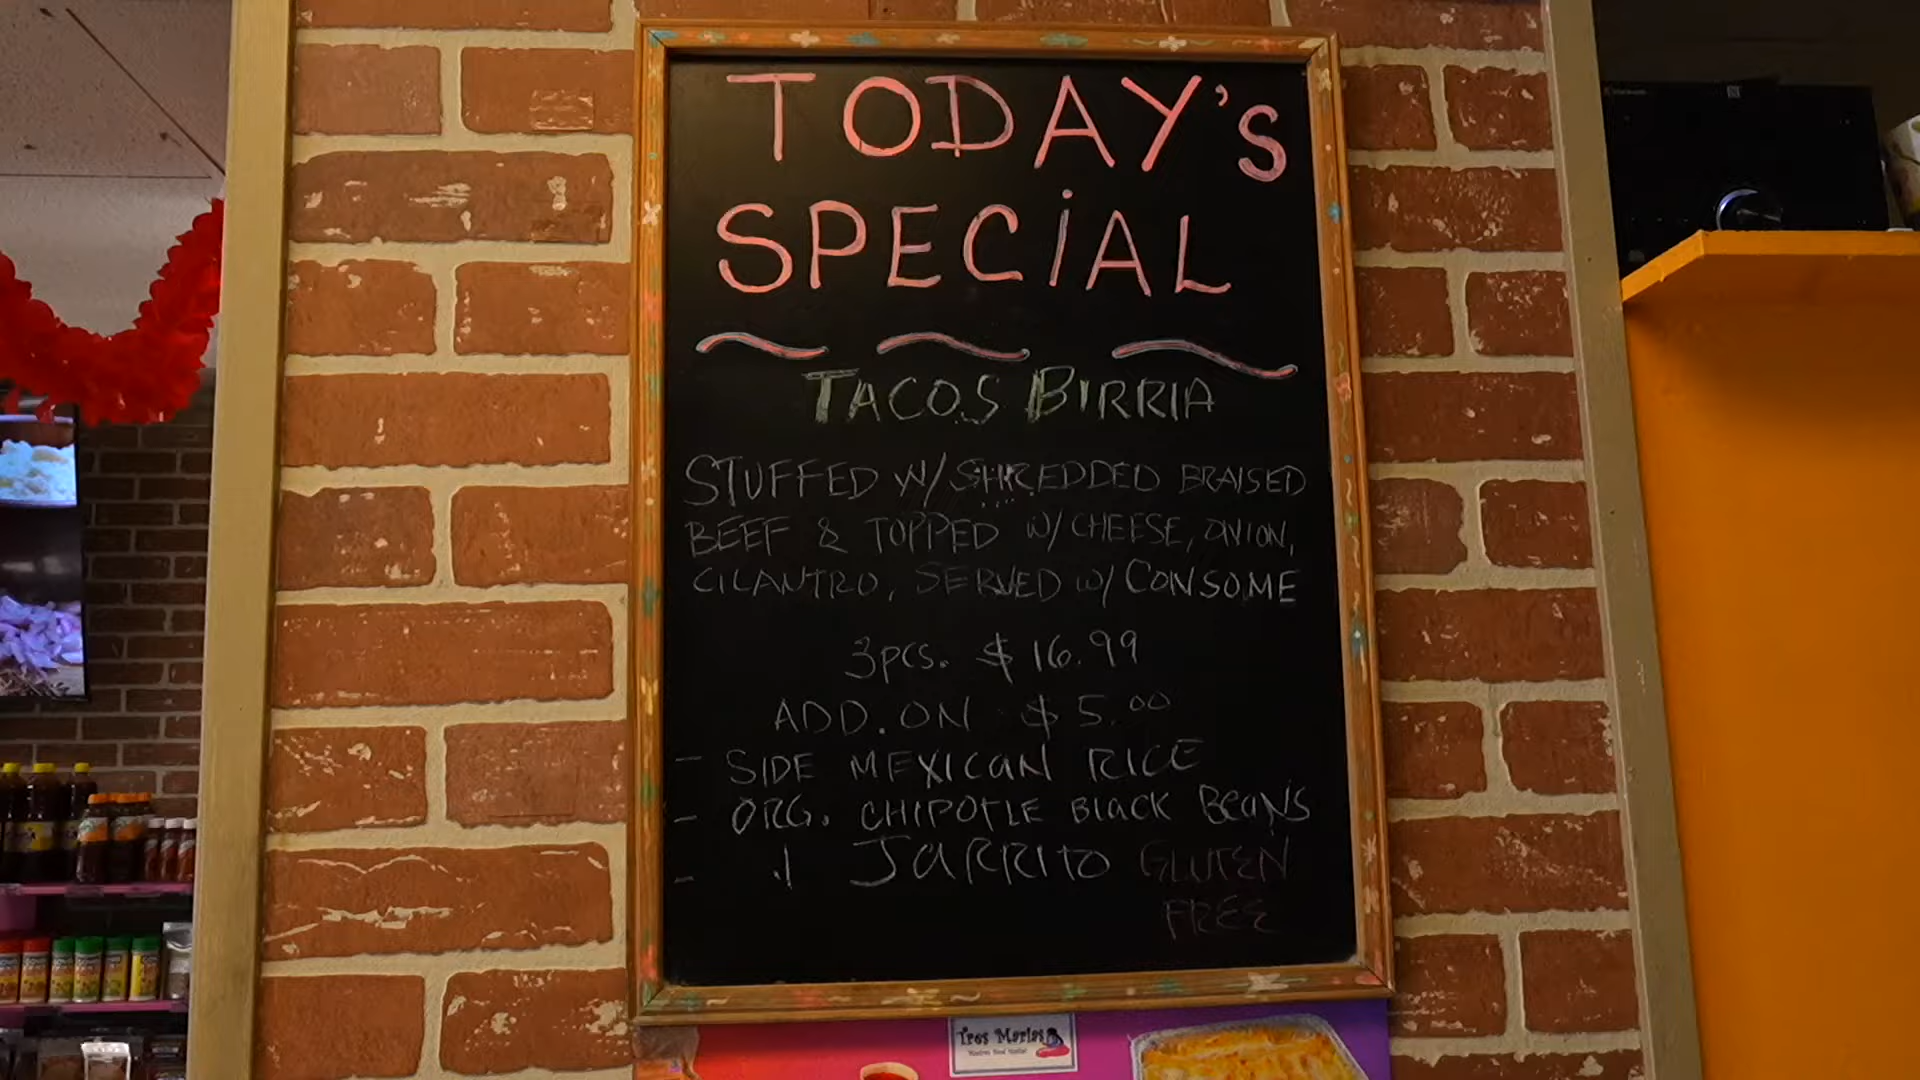 TODAY's
SPECiAL
TACOS BIRRIA
STUFFED W/ SHREDDED BRAISED
BEEF & TOPPED W/ CHEESE, ONION,
CILANTRO, SERVED W/ CONSOME
3pcs. $16.99
ADD.ON $5.00
- SIDE MEXICAN RICE
- ORG. CHIPOTLE BLACK BEANS
- 1 JARRITO GLUTEN
FREE
Tres Marias